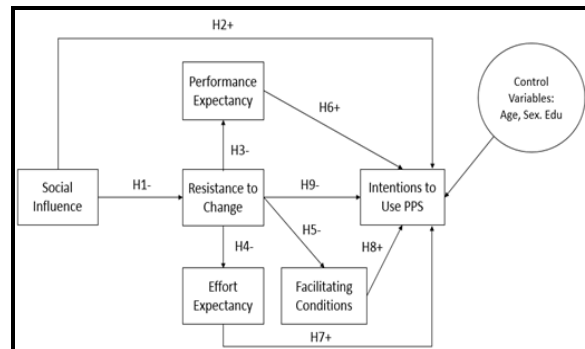 H2+
Control
Variables:
Age, Sex. Edu
Performance
Expectancy
H6+
H3-
Social
Influence
H1-
Resistance to
Change
H9-
Intentions to
Use PPS
H5-
H8+
H4-
Effort
Expectancy
Facilitating
Conditions
H7+